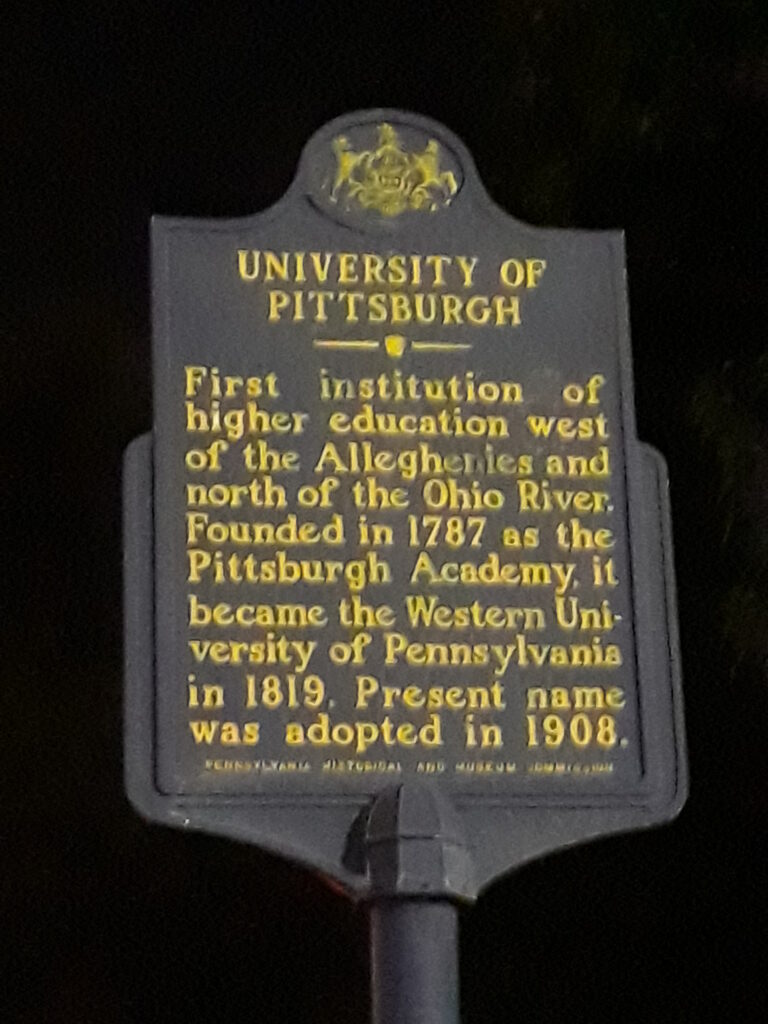 UNIVERSITY OF
PITTSBURGH
First institution of
higher education west
of the Alleghenies and
north of the Ohio River.
Founded in 1787 as the
Pittsburgh Academy, it
became the Western Uni-
versity of Pennsylvania
in 1819. Present name
was adopted in 1908.
PENNSYLVANIA HISTORICAL AND MUSEUM COMMISSION